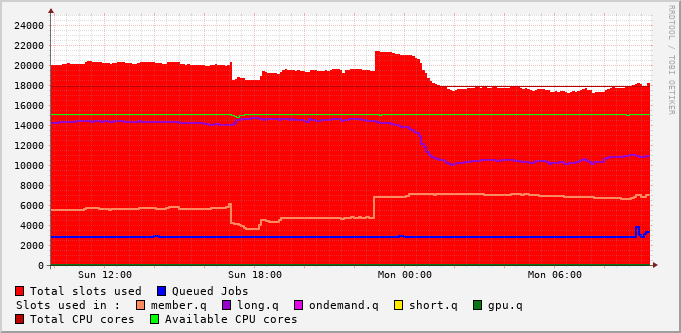 24000
22000
20000
18000
16000
14000
12000
10000
8000
6000
4000
2000
0
Sun 12:00 Sun 18:00 Mon 00:00 Mon 06:00
RRDTOOL / TOBI OETIKER
Total slots used Queued Jobs
Slots used in : member.q long.q ondemand.q short.q gpu.q
Total CPU cores Available CPU cores